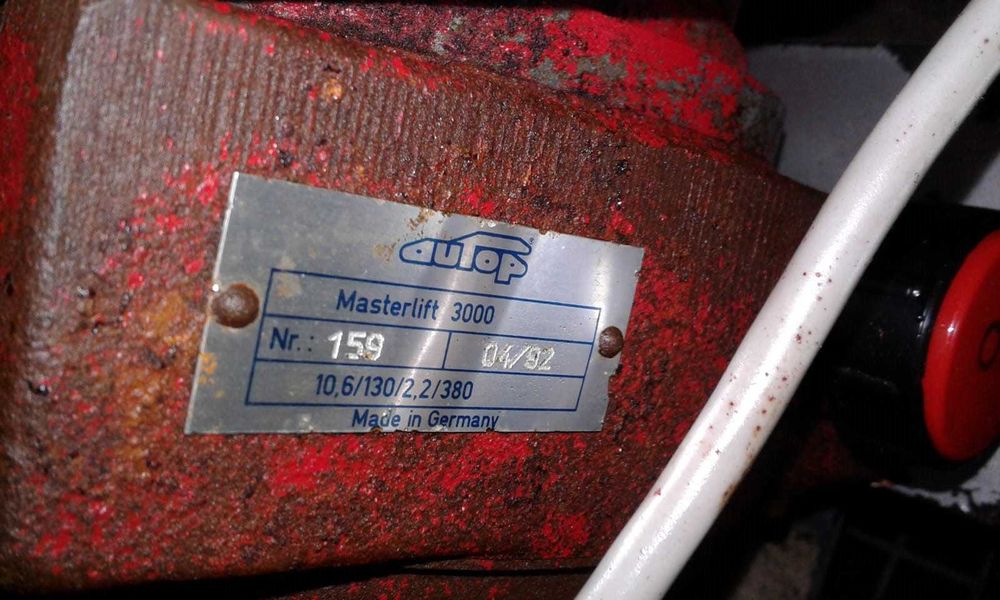 autop
Masterlift 3000
Nr.: 159 04/92
10,6/130/2,2/380
Made in Germany